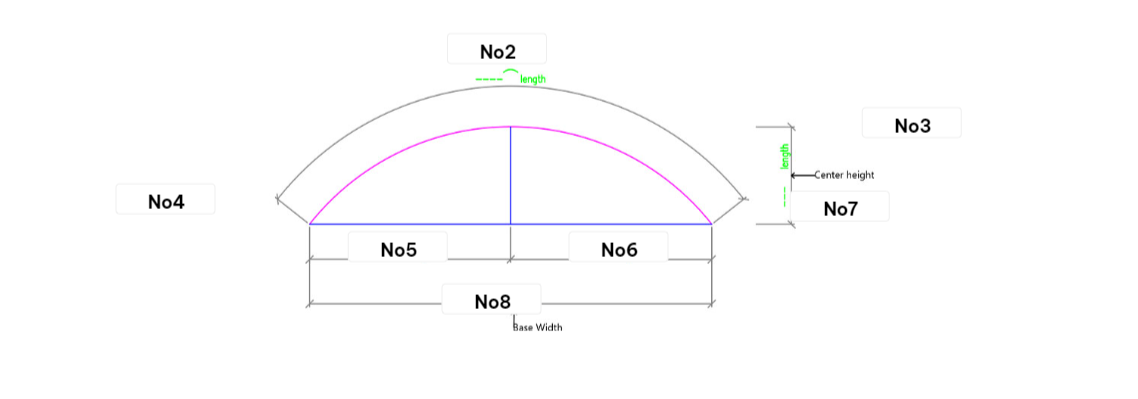 No2
---- length
No3
length
---
Center height
No4
No7
No5
No6
No8
Base Width